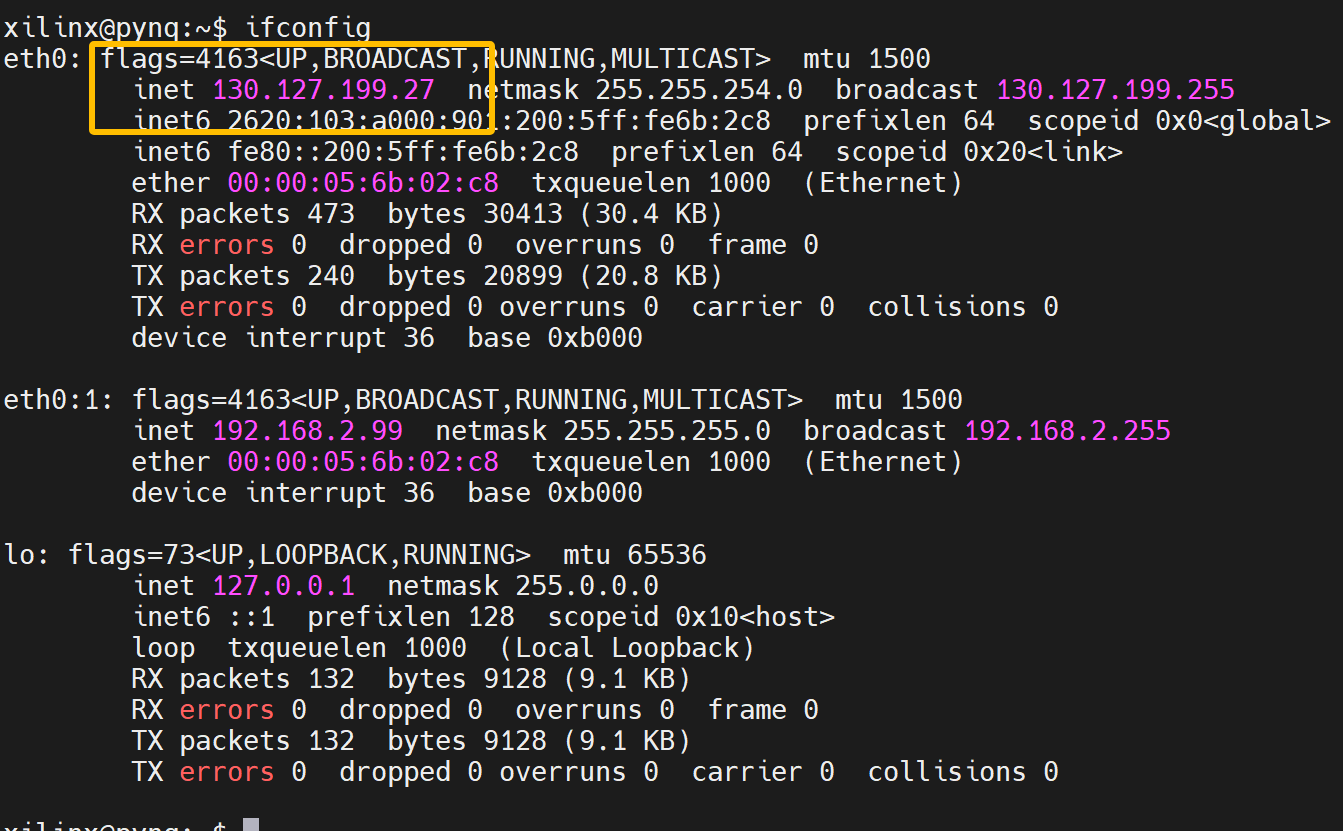 xilinx@pynq:~$ ifconfig
eth0: flags=4163<UP,BROADCAST,RUNNING,MULTICAST>  mtu 1500
        inet 130.127.199.27  netmask 255.255.254.0  broadcast 130.127.199.255
        inet6 2620:103:a000:901:200:5ff:fe6b:2c8  prefixlen 64  scopeid 0x0<global>
        inet6 fe80::200:5ff:fe6b:2c8  prefixlen 64  scopeid 0x20<link>
        ether 00:00:05:6b:02:c8  txqueuelen 1000  (Ethernet)
        RX packets 473  bytes 30413 (30.4 KB)
        RX errors 0  dropped 0  overruns 0  frame 0
        TX packets 240  bytes 20899 (20.8 KB)
        TX errors 0  dropped 0 overruns 0  carrier 0  collisions 0
        device interrupt 36  base 0xb000

eth0:1: flags=4163<UP,BROADCAST,RUNNING,MULTICAST>  mtu 1500
        inet 192.168.2.99  netmask 255.255.255.0  broadcast 192.168.2.255
        ether 00:00:05:6b:02:c8  txqueuelen 1000  (Ethernet)
        device interrupt 36  base 0xb000

lo: flags=73<UP,LOOPBACK,RUNNING>  mtu 65536
        inet 127.0.0.1  netmask 255.0.0.0
        inet6 ::1  prefixlen 128  scopeid 0x10<host>
        loop  txqueuelen 1000  (Local Loopback)
        RX packets 132  bytes 9128 (9.1 KB)
        RX errors 0  dropped 0  overruns 0  frame 0
        TX packets 132  bytes 9128 (9.1 KB)
        TX errors 0  dropped 0 overruns 0  carrier 0  collisions 0

xilinx@pynq:~$